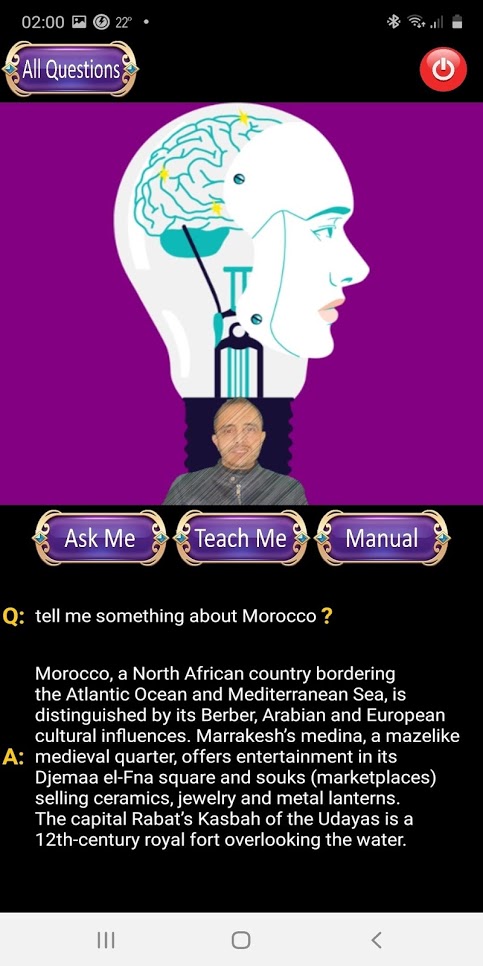 02:00 22° •
All Questions
Ask Me Teach Me Manual
Q: tell me something about Morocco ?
Morocco, a North African country bordering
the Atlantic Ocean and Mediterranean Sea, is
distinguished by its Berber, Arabian and European
cultural influences. Marrakesh’s medina, a mazelike
A: medieval quarter, offers entertainment in its
Djemaa el-Fna square and souks (marketplaces)
selling ceramics, jewelry and metal lanterns.
The capital Rabat’s Kasbah of the Udayas is a
12th-century royal fort overlooking the water.